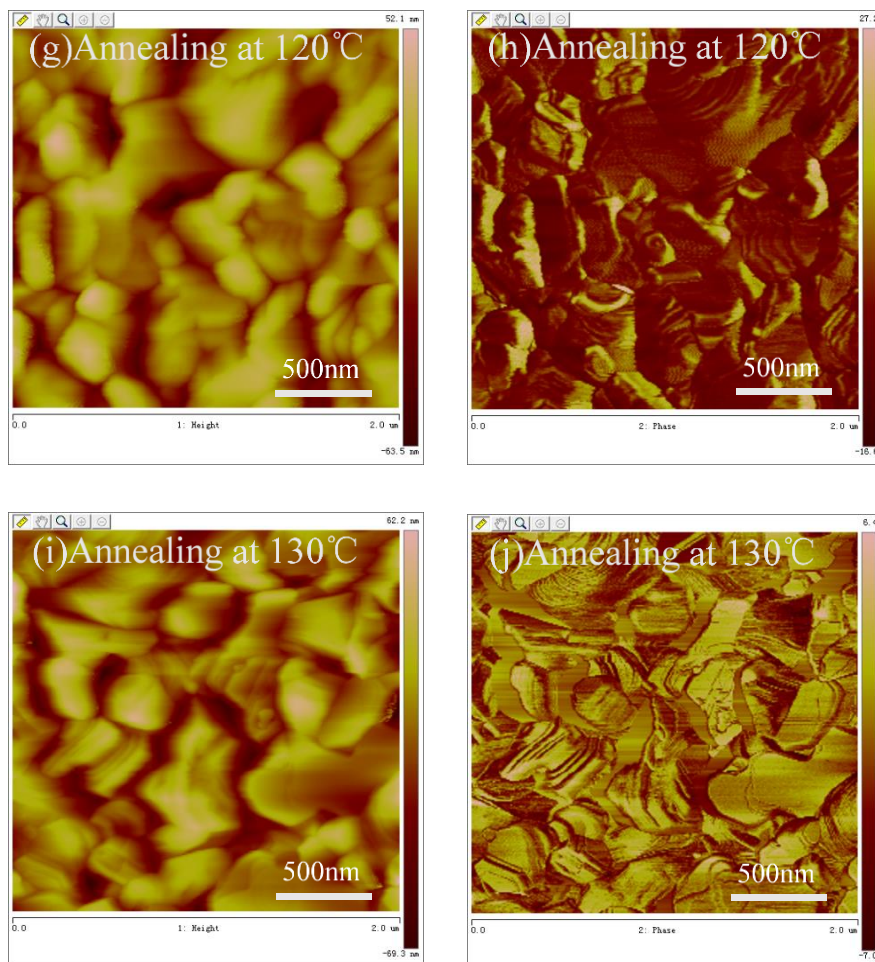 52.1 nm
(g)Annealing at 120℃
500nm
0.0 1: Height 2.0 um
-63.5 nm
(h)Annealing at 120℃
500nm
0.0 2: Phase 2.0 um
62.2 nm
(i)Annealing at 130℃
500nm
0.0 1: Height 2.0 um
-69.3 nm
(j)Annealing at 130℃
500nm
0.0 2: Phase 2.0 um